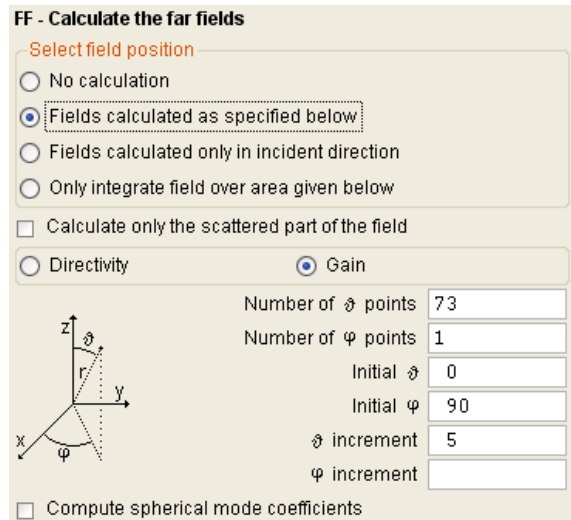 FF - Calculate the far fields
Select field position
No calculation
Fields calculated as specified below
Fields calculated only in incident direction
Only integrate field over area given below
Calculate only the scattered part of the field
Directivity Gain
Number of ϑ points 73
Number of φ points 1
Initial ϑ 0
Initial φ 90
ϑ increment 5
φ increment
z ϑ
r
y
x
φ
Compute spherical mode coefficients